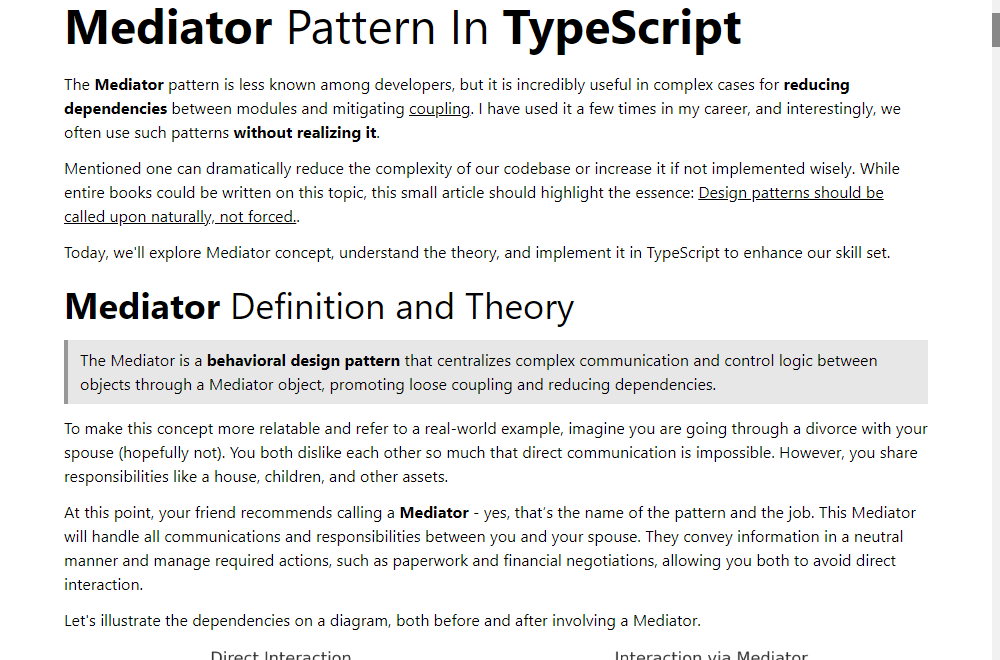 Mediator Pattern In TypeScript
The Mediator pattern is less known among developers, but it is incredibly useful in complex cases for reducing
dependencies between modules and mitigating coupling. I have used it a few times in my career, and interestingly, we
often use such patterns without realizing it.
Mentioned one can dramatically reduce the complexity of our codebase or increase it if not implemented wisely. While
entire books could be written on this topic, this small article should highlight the essence: Design patterns should be
called upon naturally, not forced..
Today, we'll explore Mediator concept, understand the theory, and implement it in TypeScript to enhance our skill set.
Mediator Definition and Theory
The Mediator is a behavioral design pattern that centralizes complex communication and control logic between
objects through a Mediator object, promoting loose coupling and reducing dependencies.
To make this concept more relatable and refer to a real-world example, imagine you are going through a divorce with your
spouse (hopefully not). You both dislike each other so much that direct communication is impossible. However, you share
responsibilities like a house, children, and other assets.
At this point, your friend recommends calling a Mediator - yes, that's the name of the pattern and the job. This Mediator
will handle all communications and responsibilities between you and your spouse. They convey information in a neutral
manner and manage required actions, such as paperwork and financial negotiations, allowing you both to avoid direct
interaction.
Let's illustrate the dependencies on a diagram, both before and after involving a Mediator.
Direct Interaction Interaction via Mediator